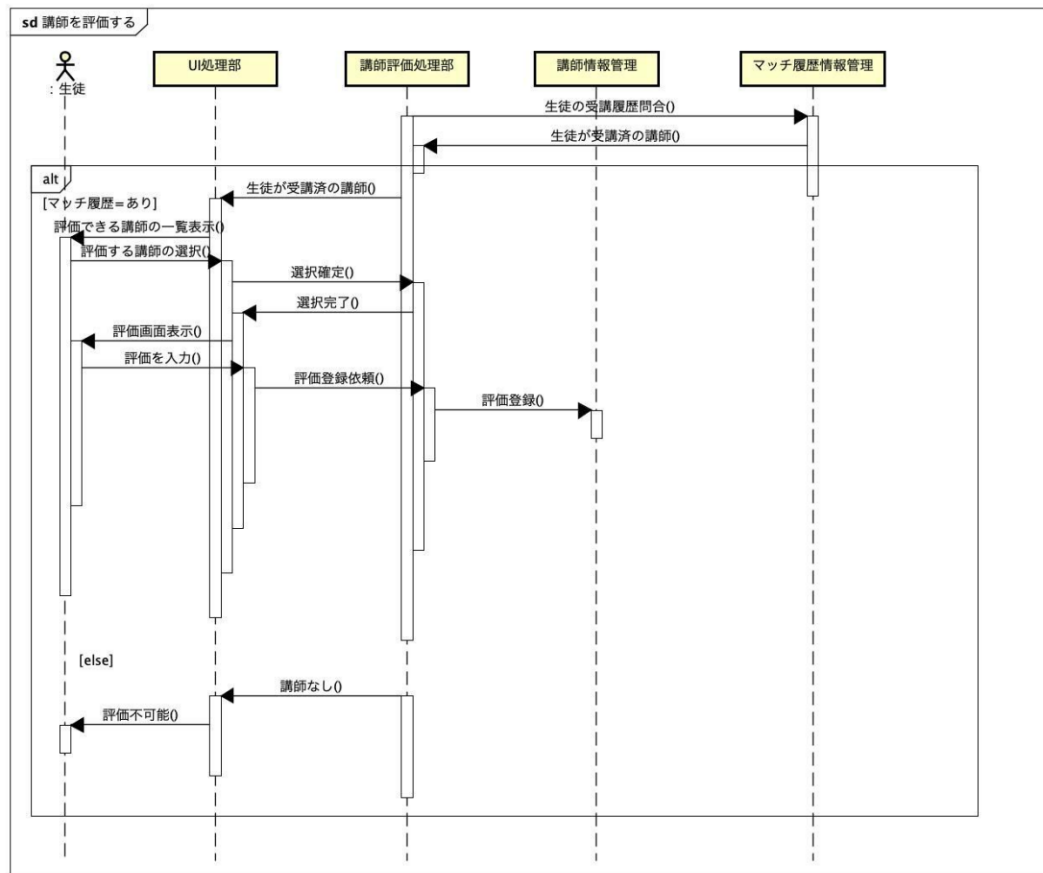 sd 講師を評価する
：生徒
UI処理部
講師評価処理部
講師情報管理
マッチ履歴情報管理
生徒の受講履歴問合()
生徒が受講済の講師()
alt
生徒が受講済の講師()
[マッチ履歴=あり]
評価できる講師の一覧表示()
評価する講師の選択()
選択確定()
選択完了()
評価画面表示()
評価を入力()
評価登録依頼()
評価登録()
[else]
講師なし()
評価不可能()